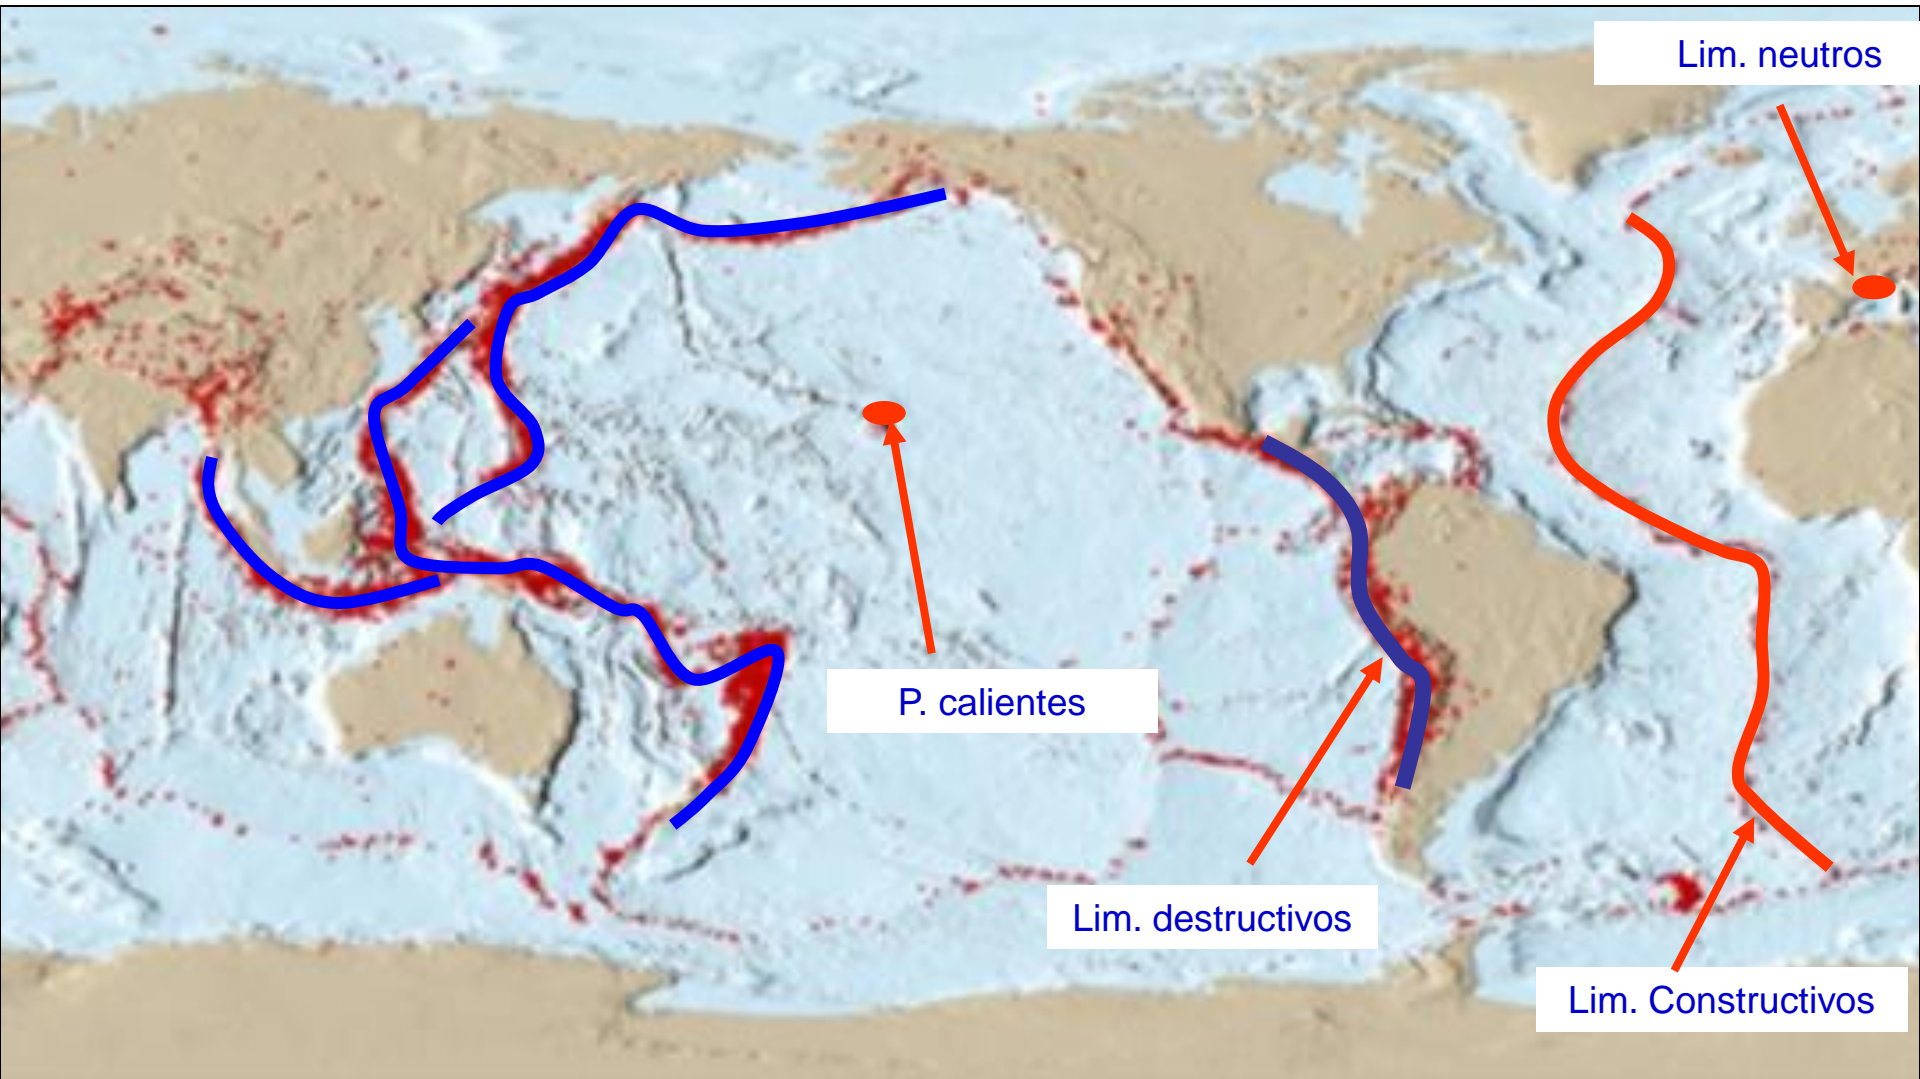 Lim. neutros
P. calientes
Lim. destructivos
Lim. Constructivos